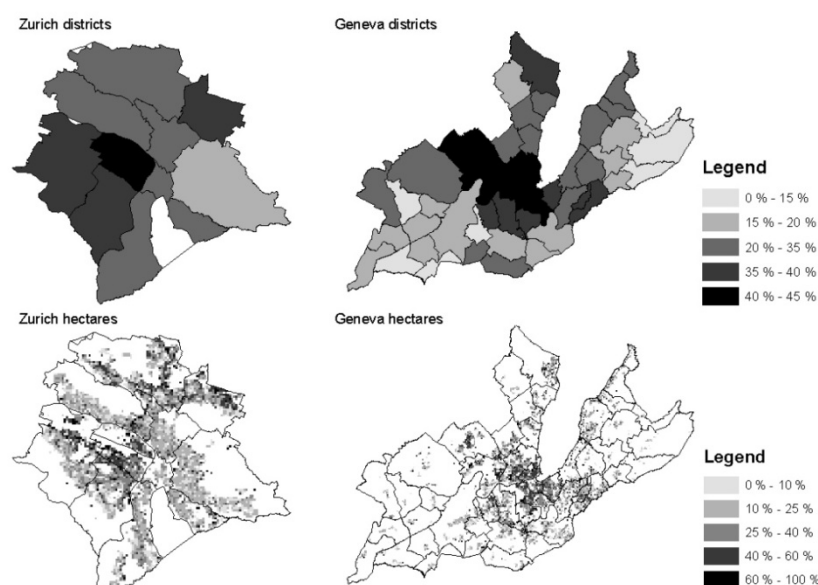 Zurich districts
Geneva districts
Legend
0 % - 15 %
15 % - 20 %
20 % - 35 %
35 % - 40 %
40 % - 45 %
Zurich hectares
Geneva hectares
Legend
0 % - 10 %
10 % - 25 %
25 % - 40 %
40 % - 60 %
60 % - 100 %